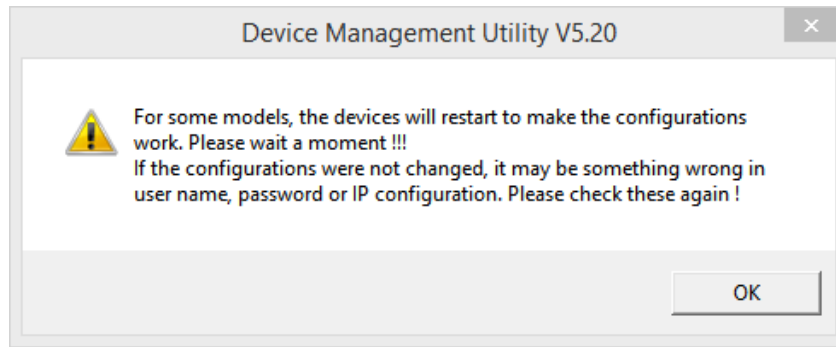 Device Management Utility V5.20
For some models, the devices will restart to make the configurations
work. Please wait a moment !!!
If the configurations were not changed, it may be something wrong in
user name, password or IP configuration. Please check these again !
OK